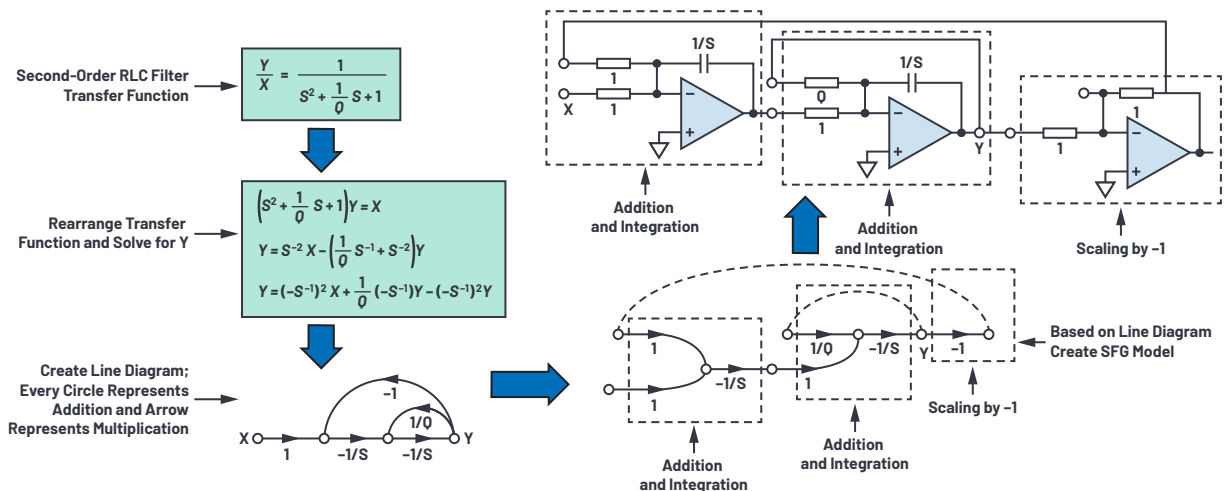 Second-Order RLC Filter
Transfer Function
Y/X = 1/(S² + 1/Q S + 1)
Rearrange Transfer
Function and Solve for Y
(S² + 1/Q S + 1)Y = X
Y = S⁻² X – (1/Q S⁻¹ + S⁻²)Y
Y = (–S⁻¹)² X + 1/Q (–S⁻¹)Y – (–S⁻¹)² Y
Create Line Diagram;
Every Circle Represents
Addition and Arrow
Represents Multiplication
–1
1/Q
X
Y
1
–1/S
–1/S
1/S
1
X
1
–
+
Addition
and Integration
1/S
Q
1
–
+
Y
Addition
and Integration
1
1
–
+
Scaling by –1
1
–1/S
1
Addition
and Integration
1/Q
–1/S
Y
–1
1
Addition
and Integration
Scaling by –1
Based on Line Diagram
Create SFG Model